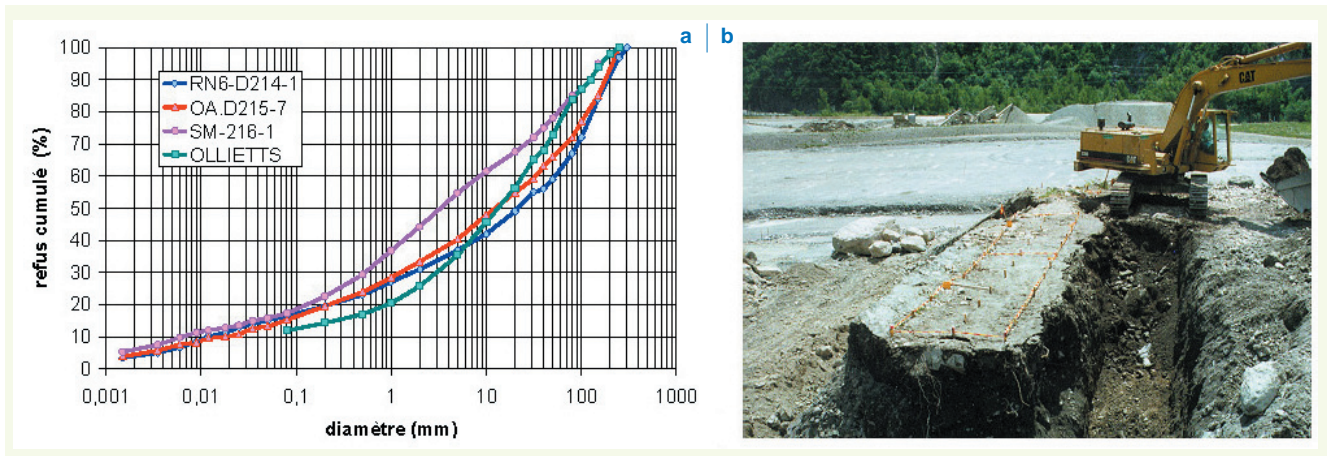 a | b
100
90
80
70
60
50
40
30
20
10
0
refus cumulé (%)
RN6-D214-1
OA.D215-7
SM-216-1
OLLIETTS
0,001 0,01 0,1 1 10 100 1000
diamètre (mm)
CAT
CAT